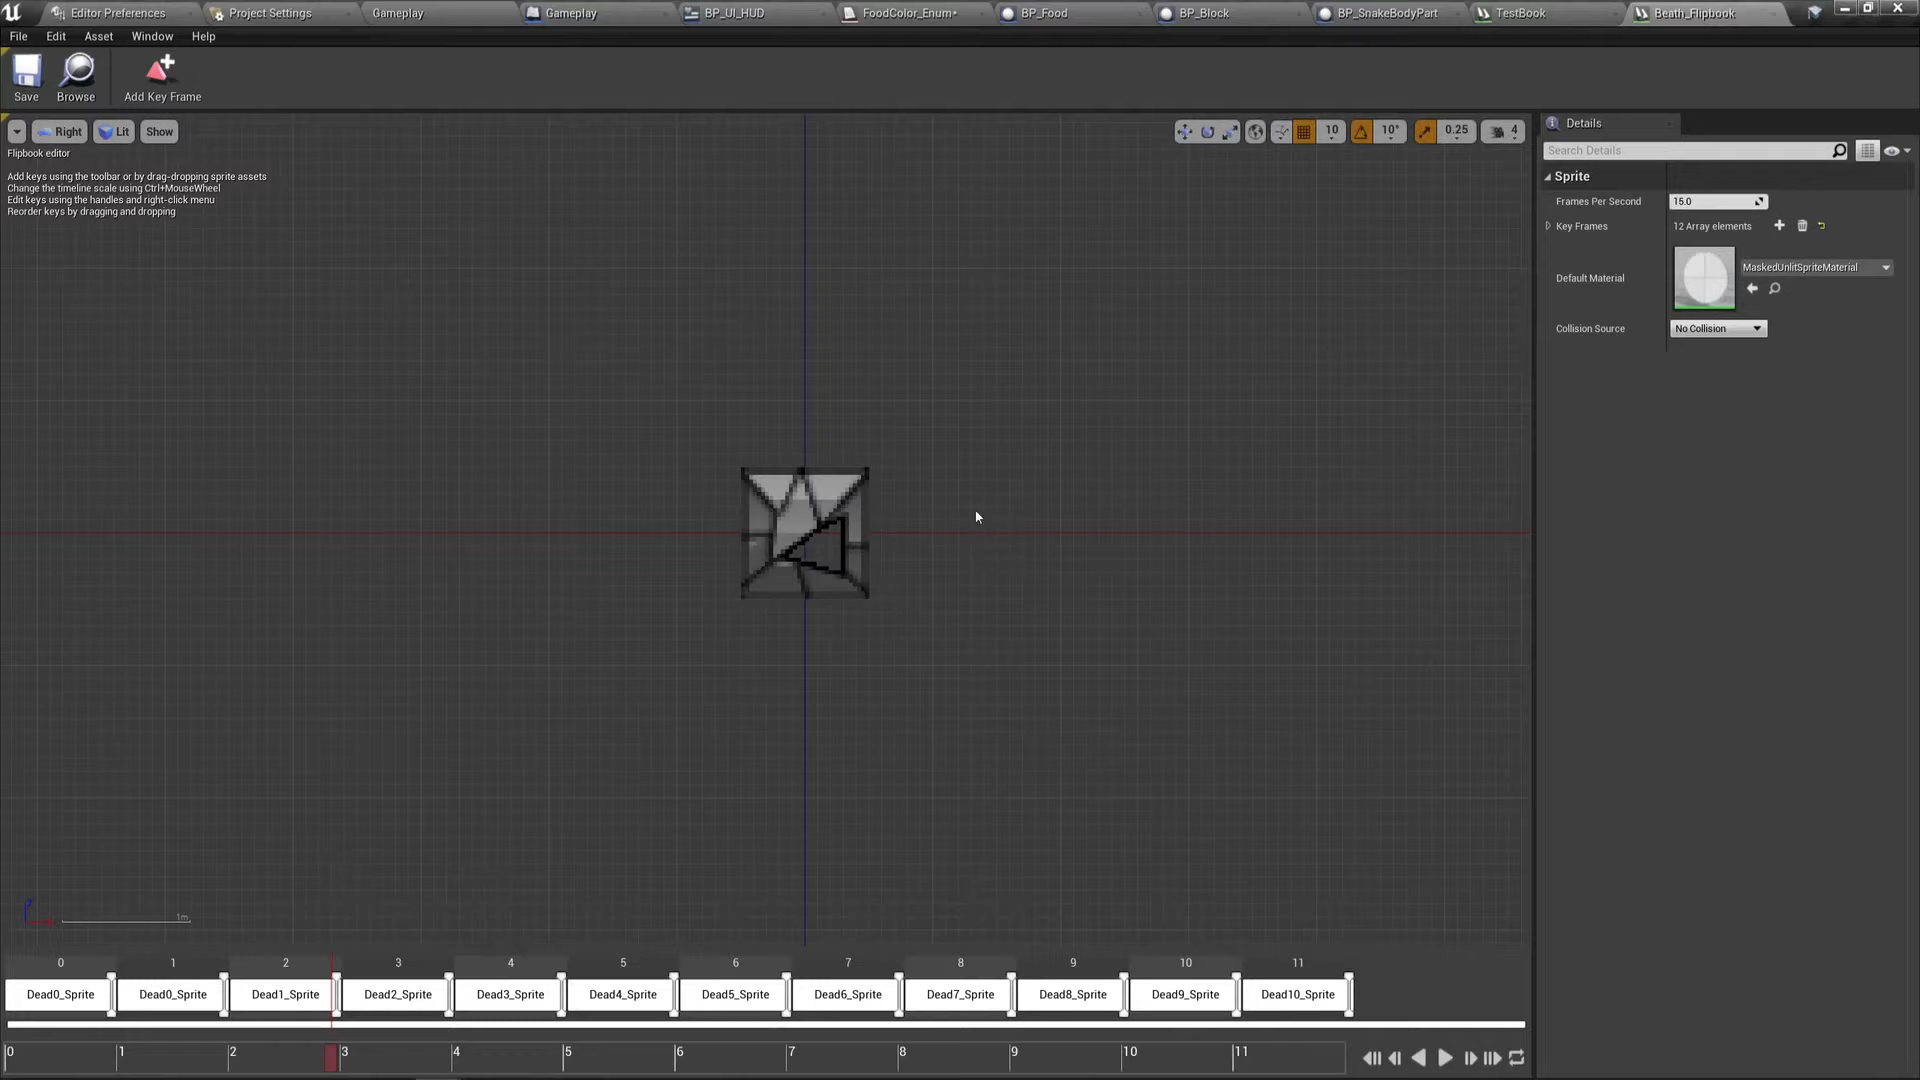 Editor Preferences Project Settings Gameplay Gameplay BP_UI_HUD FoodColor_Enum* BP_Food BP_Block BP_SnakeBodyPart TestBook Beath_Flipbook
File Edit Asset Window Help
Save Browse Add Key Frame
Right Lit Show 10 10° 0.25 4
Flipbook editor
Add keys using the toolbar or by drag-dropping sprite assets
Change the timeline scale using Ctrl+MouseWheel
Edit keys using the handles and right-click menu
Reorder keys by dragging and dropping
Details
Search Details
Sprite
Frames Per Second 15.0
Key Frames 12 Array elements
Default Material MaskedUnlitSpriteMaterial
Collision Source No Collision
Z
1m
0 1 2 3 4 5 6 7 8 9 10 11
Dead0_Sprite Dead0_Sprite Dead1_Sprite Dead2_Sprite Dead3_Sprite Dead4_Sprite Dead5_Sprite Dead6_Sprite Dead7_Sprite Dead8_Sprite Dead9_Sprite Dead10_Sprite
0 1 2 3 4 5 6 7 8 9 10 11